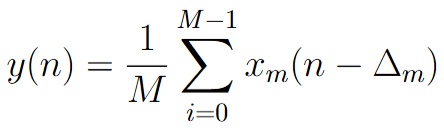 y(n) = \frac{1}{M} \sum_{i=0}^{M-1} x_m(n - \Delta_m)